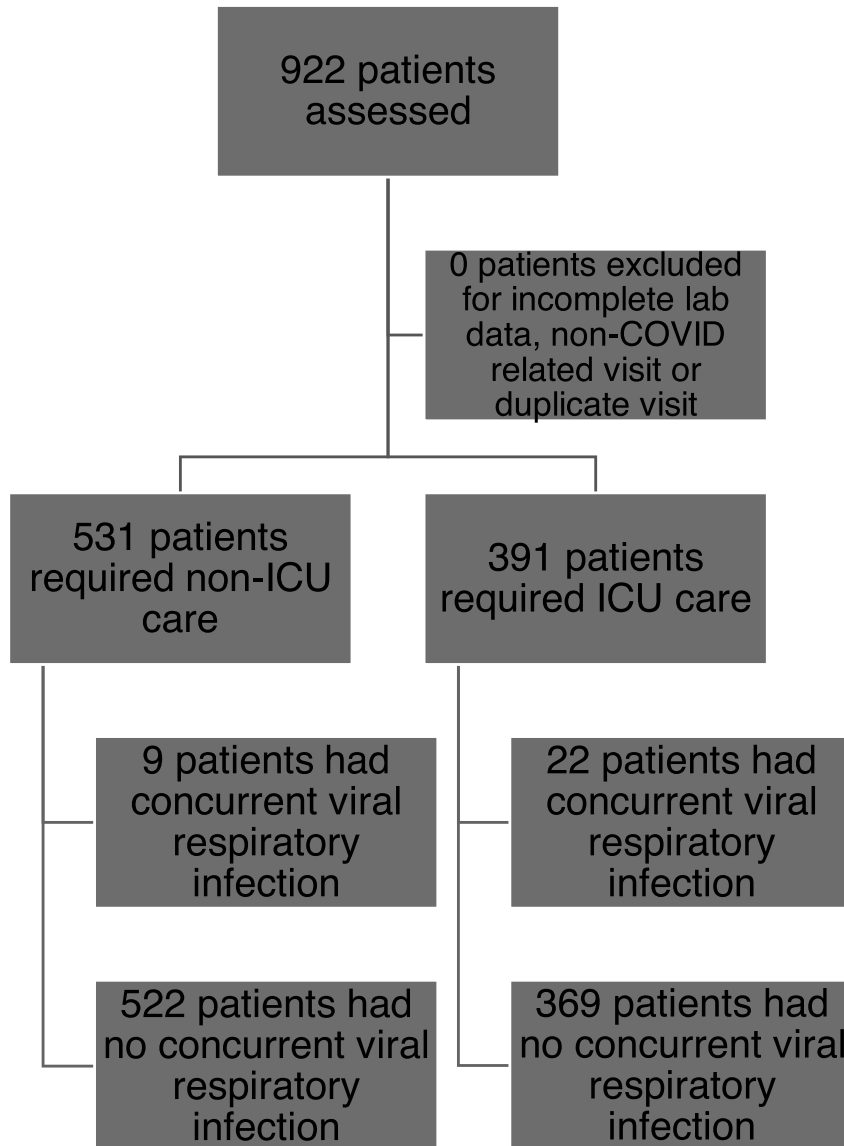 922 patients
assessed
0 patients excluded
for incomplete lab
data, non-COVID
related visit or
duplicate visit
531 patients
required non-ICU
care
391 patients
required ICU care
9 patients had
concurrent viral
respiratory
infection
22 patients had
concurrent viral
respiratory
infection
522 patients had
no concurrent viral
respiratory
infection
369 patients had
no concurrent viral
respiratory
infection